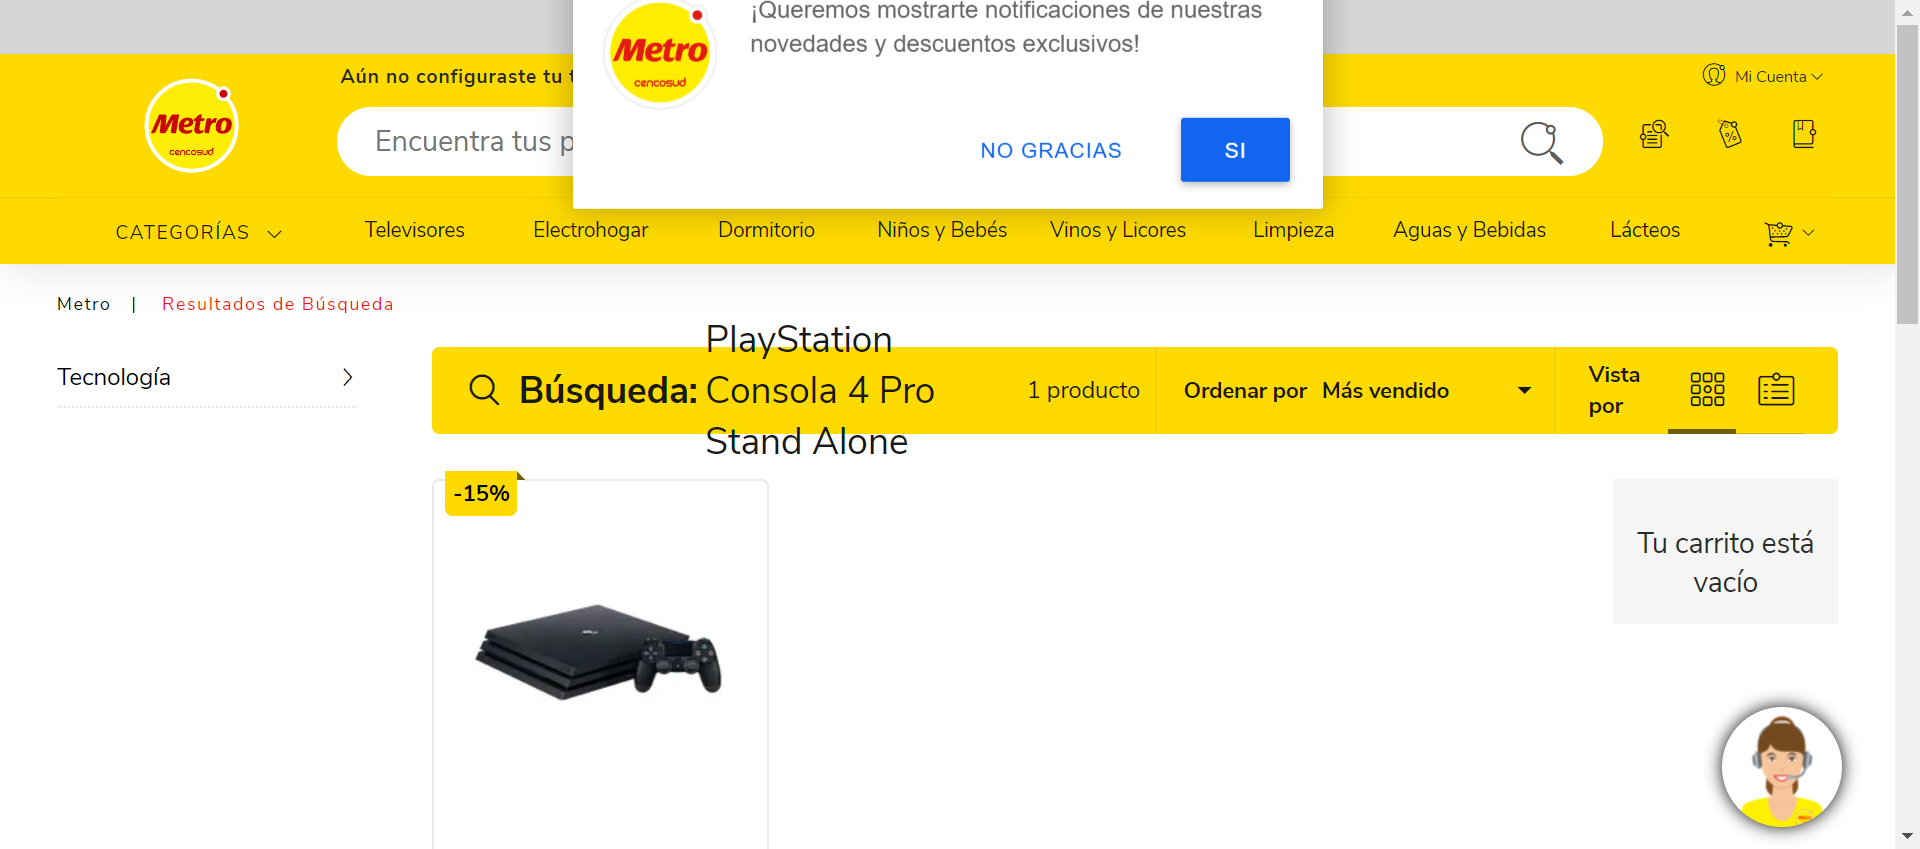 ¡Queremos mostrarte notificaciones de nuestras
novedades y descuentos exclusivos!
Metro
cencosud
NO GRACIAS
SI
Aún no configuraste tu
Mi Cuenta
Metro
cencosud
Encuentra tus
CATEGORÍAS
Televisores
Electrohogar
Dormitorio
Niños y Bebés
Vinos y Licores
Limpieza
Aguas y Bebidas
Lácteos
Metro | Resultados de Búsqueda
Tecnología
Búsqueda:
PlayStation
Consola 4 Pro
Stand Alone
1 producto
Ordenar por Más vendido
Vista
por
-15%
Tu carrito está
vacío